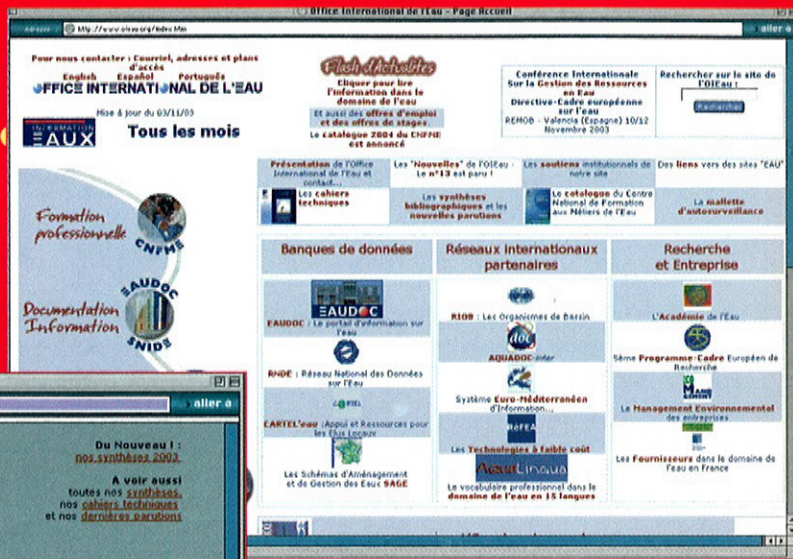 Office International de l'Eau - Page Accueil
Adresse
http://www.oieau.org/index.htm
aller à
Pour nous contacter : Courriel, adresses et plans
d'accès
English Español Português
OFFICE INTERNATIONAL DE L'EAU
Mise à jour du 03/11/03
INFORMATION
EAUX
Tous les mois
Flash d'Actualités
Cliquer pour lire
l'information dans le
domaine de l'eau
Et aussi des offres d'emploi
et des offres de stages.
Le catalogue 2004 du CNFME
est annoncé
Conférence Internationale
Sur la Gestion des Ressources
en Eau
Directive-Cadre européenne
sur l'eau
REMOB - Valencia (Espagne) 10/12
Novembre 2003
Rechercher sur le site de
l'OIEau :
Rechercher
Présentation de l'Office
International de l'Eau et
contact...
Les "Nouvelles" de l'OIEau -
Le n°13 est paru !
Les soutiens institutionnels de
notre site
Des liens vers des sites "EAU"
Les cahiers
techniques
Les synthèses
bibliographiques et les
nouvelles parutions
Le catalogue du Centre
National de Formation
aux Métiers de l'Eau
La mallette
d'autosurveillance
Formation
professionnelle
CNFME
Documentation
Information
EAUDOC
SNIDE
Banques de données
EAUDOC
EAUDOC : Le portail d'information sur
l'eau
RNDE : Réseau National des Données
sur l'Eau
CARTEL
CARTEL'eau : Appui et Ressources pour
les Elus Locaux
Les Schémas d'Aménagement
et de Gestion des Eaux SAGE
Réseaux internationaux
partenaires
RIOB : Les Organismes de Bassin
doc
AQUADOC-inter
Système Euro-Méditerranéen
d'Information...
RéFEA
Les Technologies à faible coût
AquaLingua
Le vocabulaire professionnel dans le
domaine de l'eau en 15 langues
Recherche
et Entreprise
L'Académie de l'Eau
5ème Programme-Cadre Européen de
Recherche
ECO
MANAGEMENT
Le Management Environnemental
des entreprises
Les Fournisseurs dans le domaine de
l'eau en France
aller à
Du Nouveau ! :
nos synthèses 2003.
A voir aussi
toutes nos synthèses,
nos cahiers techniques
et nos dernières parutions